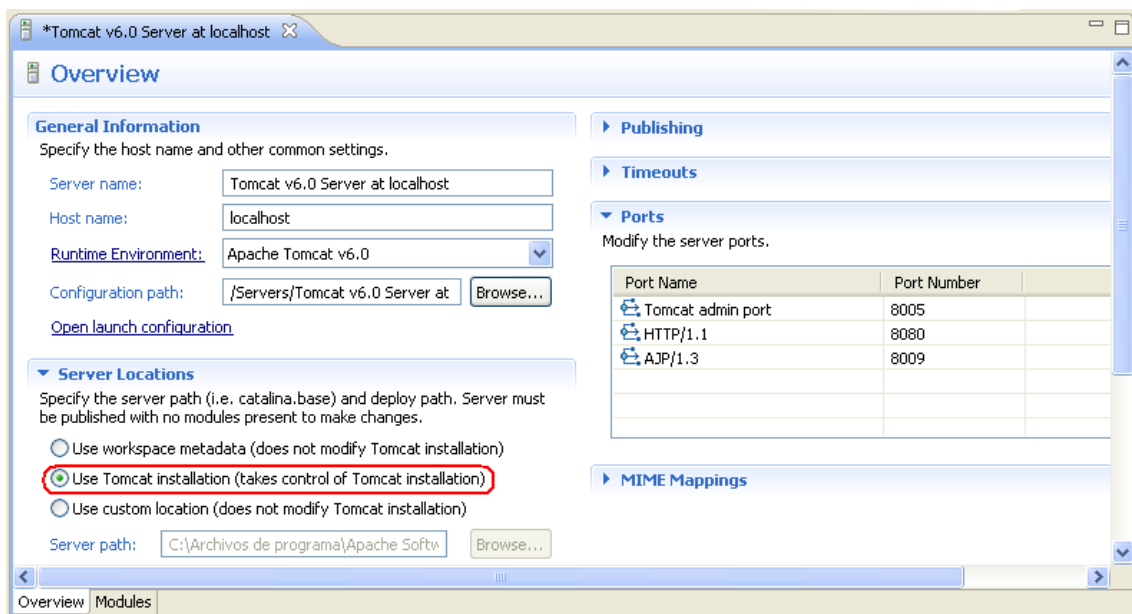 *Tomcat v6.0 Server at localhost
Overview
General Information
Specify the host name and other common settings.
Server name: Tomcat v6.0 Server at localhost
Host name: localhost
Runtime Environment: Apache Tomcat v6.0
Configuration path: /Servers/Tomcat v6.0 Server at Browse...
Open launch configuration
Server Locations
Specify the server path (i.e. catalina.base) and deploy path. Server must
be published with no modules present to make changes.
Use workspace metadata (does not modify Tomcat installation)
Use Tomcat installation (takes control of Tomcat installation)
Use custom location (does not modify Tomcat installation)
Server path: C:\Archivos de programa\Apache Softw Browse...
Publishing
Timeouts
Ports
Modify the server ports.
Port Name Port Number
Tomcat admin port 8005
HTTP/1.1 8080
AJP/1.3 8009
MIME Mappings
Overview Modules